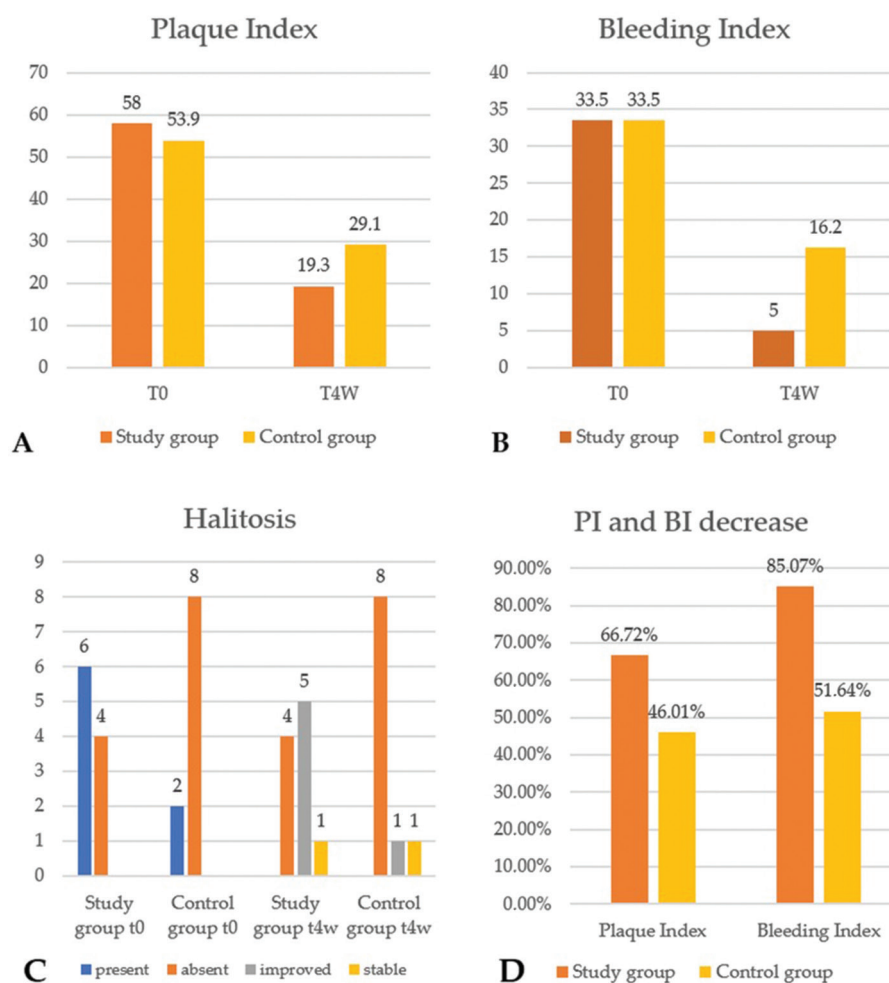 Plaque Index
70
60
50
40
30
20
10
0
58
53.9
19.3
29.1
T0
T4W
A
Study group
Control group
Bleeding Index
40
35
30
25
20
15
10
5
0
33.5
33.5
5
16.2
T0
T4W
B
Study group
Control group
Halitosis
9
8
7
6
5
4
3
2
1
0
6
4
2
8
4
5
1
8
1
1
Study
group t0
Control
group t0
Study
group t4w
Control
group t4w
C
present
absent
improved
stable
PI and BI decrease
90.00%
80.00%
70.00%
60.00%
50.00%
40.00%
30.00%
20.00%
10.00%
0.00%
66.72%
46.01%
85.07%
51.64%
Plaque Index
Bleeding Index
D
Study group
Control group